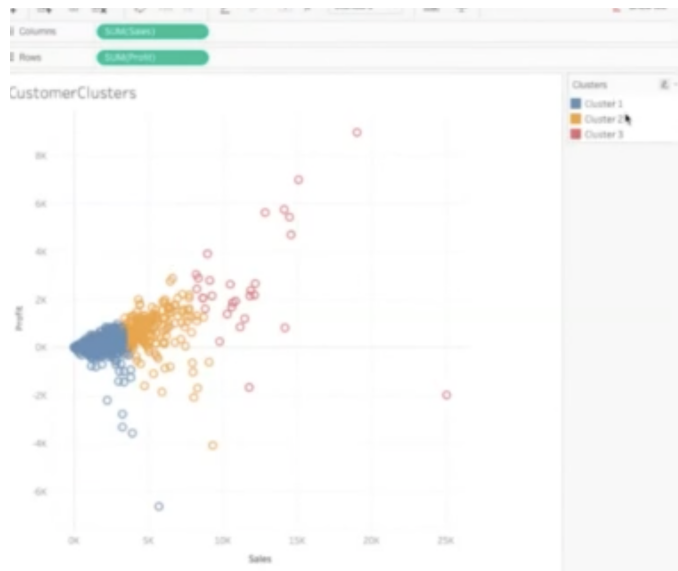 Columns SUM(Sales)
Rows SUM(Profit)
CustomerClusters
Clusters
Cluster 1
Cluster 2
Cluster 3
8K
6K
4K
2K
0K
-2K
-4K
-6K
Profit
0K 5K 10K 15K 20K 25K
Sales